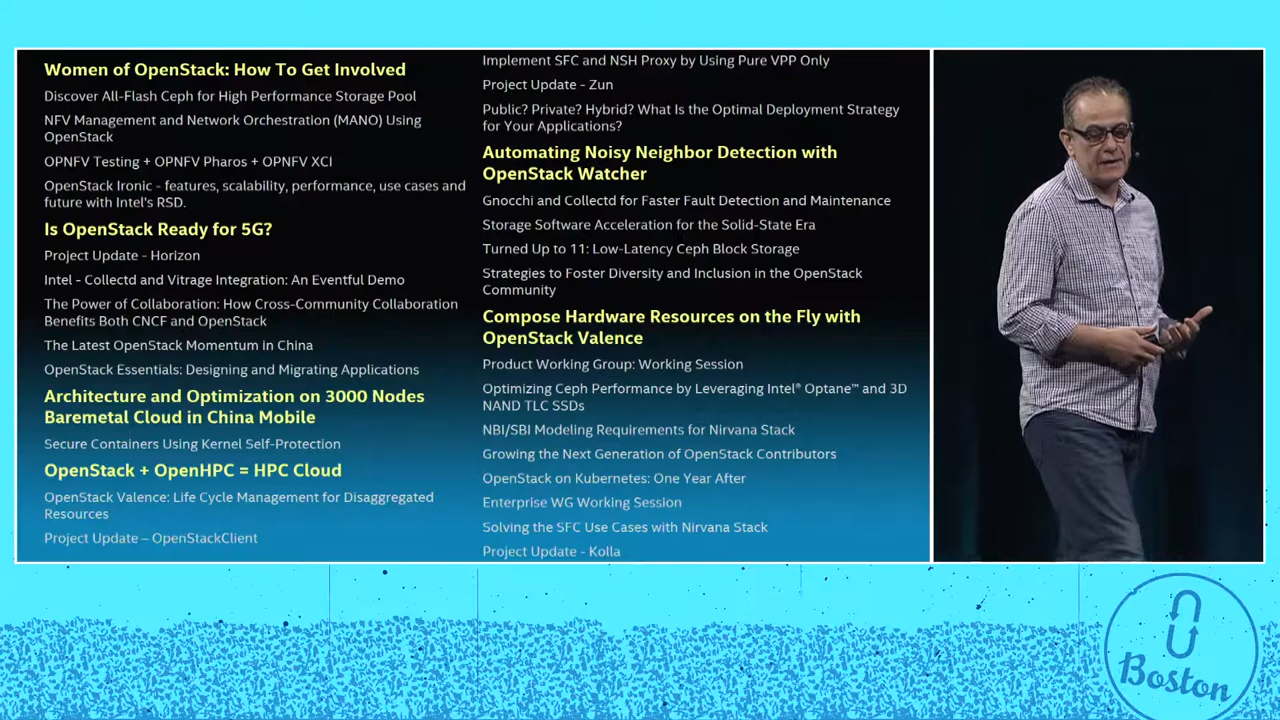 Women of OpenStack: How To Get Involved
Discover All-Flash Ceph for High Performance Storage Pool
NFV Management and Network Orchestration (MANO) Using
OpenStack
OPNFV Testing + OPNFV Pharos + OPNFV XCI
OpenStack Ironic - features, scalability, performance, use cases and
future with Intel's RSD.
Is OpenStack Ready for 5G?
Project Update - Horizon
Intel - Collectd and Vitrage Integration: An Eventful Demo
The Power of Collaboration: How Cross-Community Collaboration
Benefits Both CNCF and OpenStack
The Latest OpenStack Momentum in China
OpenStack Essentials: Designing and Migrating Applications
Architecture and Optimization on 3000 Nodes
Baremetal Cloud in China Mobile
Secure Containers Using Kernel Self-Protection
OpenStack + OpenHPC = HPC Cloud
OpenStack Valence: Life Cycle Management for Disaggregated
Resources
Project Update – OpenStackClient
Implement SFC and NSH Proxy by Using Pure VPP Only
Project Update - Zun
Public? Private? Hybrid? What Is the Optimal Deployment Strategy
for Your Applications?
Automating Noisy Neighbor Detection with
OpenStack Watcher
Gnocchi and Collectd for Faster Fault Detection and Maintenance
Storage Software Acceleration for the Solid-State Era
Turned Up to 11: Low-Latency Ceph Block Storage
Strategies to Foster Diversity and Inclusion in the OpenStack
Community
Compose Hardware Resources on the Fly with
OpenStack Valence
Product Working Group: Working Session
Optimizing Ceph Performance by Leveraging Intel® Optane™ and 3D
NAND TLC SSDs
NBI/SBI Modeling Requirements for Nirvana Stack
Growing the Next Generation of OpenStack Contributors
OpenStack on Kubernetes: One Year After
Enterprise WG Working Session
Solving the SFC Use Cases with Nirvana Stack
Project Update - Kolla
Boston